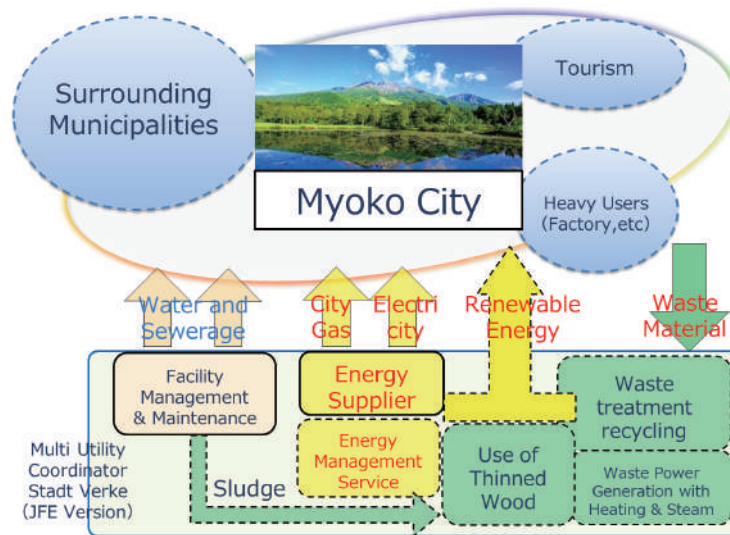 Surrounding
Municipalities
Tourism
Myoko City
Heavy Users
(Factory,etc)
Water and
Sewerage
City
Gas
Electri
city
Renewable
Energy
Waste
Material
Facility
Management
& Maintenance
Energy
Supplier
Waste
treatment
recycling
Multi Utility
Coordinator
Stadt Verke
(JFE Version)
Sludge
Energy
Management
Service
Use of
Thinned
Wood
Waste Power
Generation with
Heating & Steam